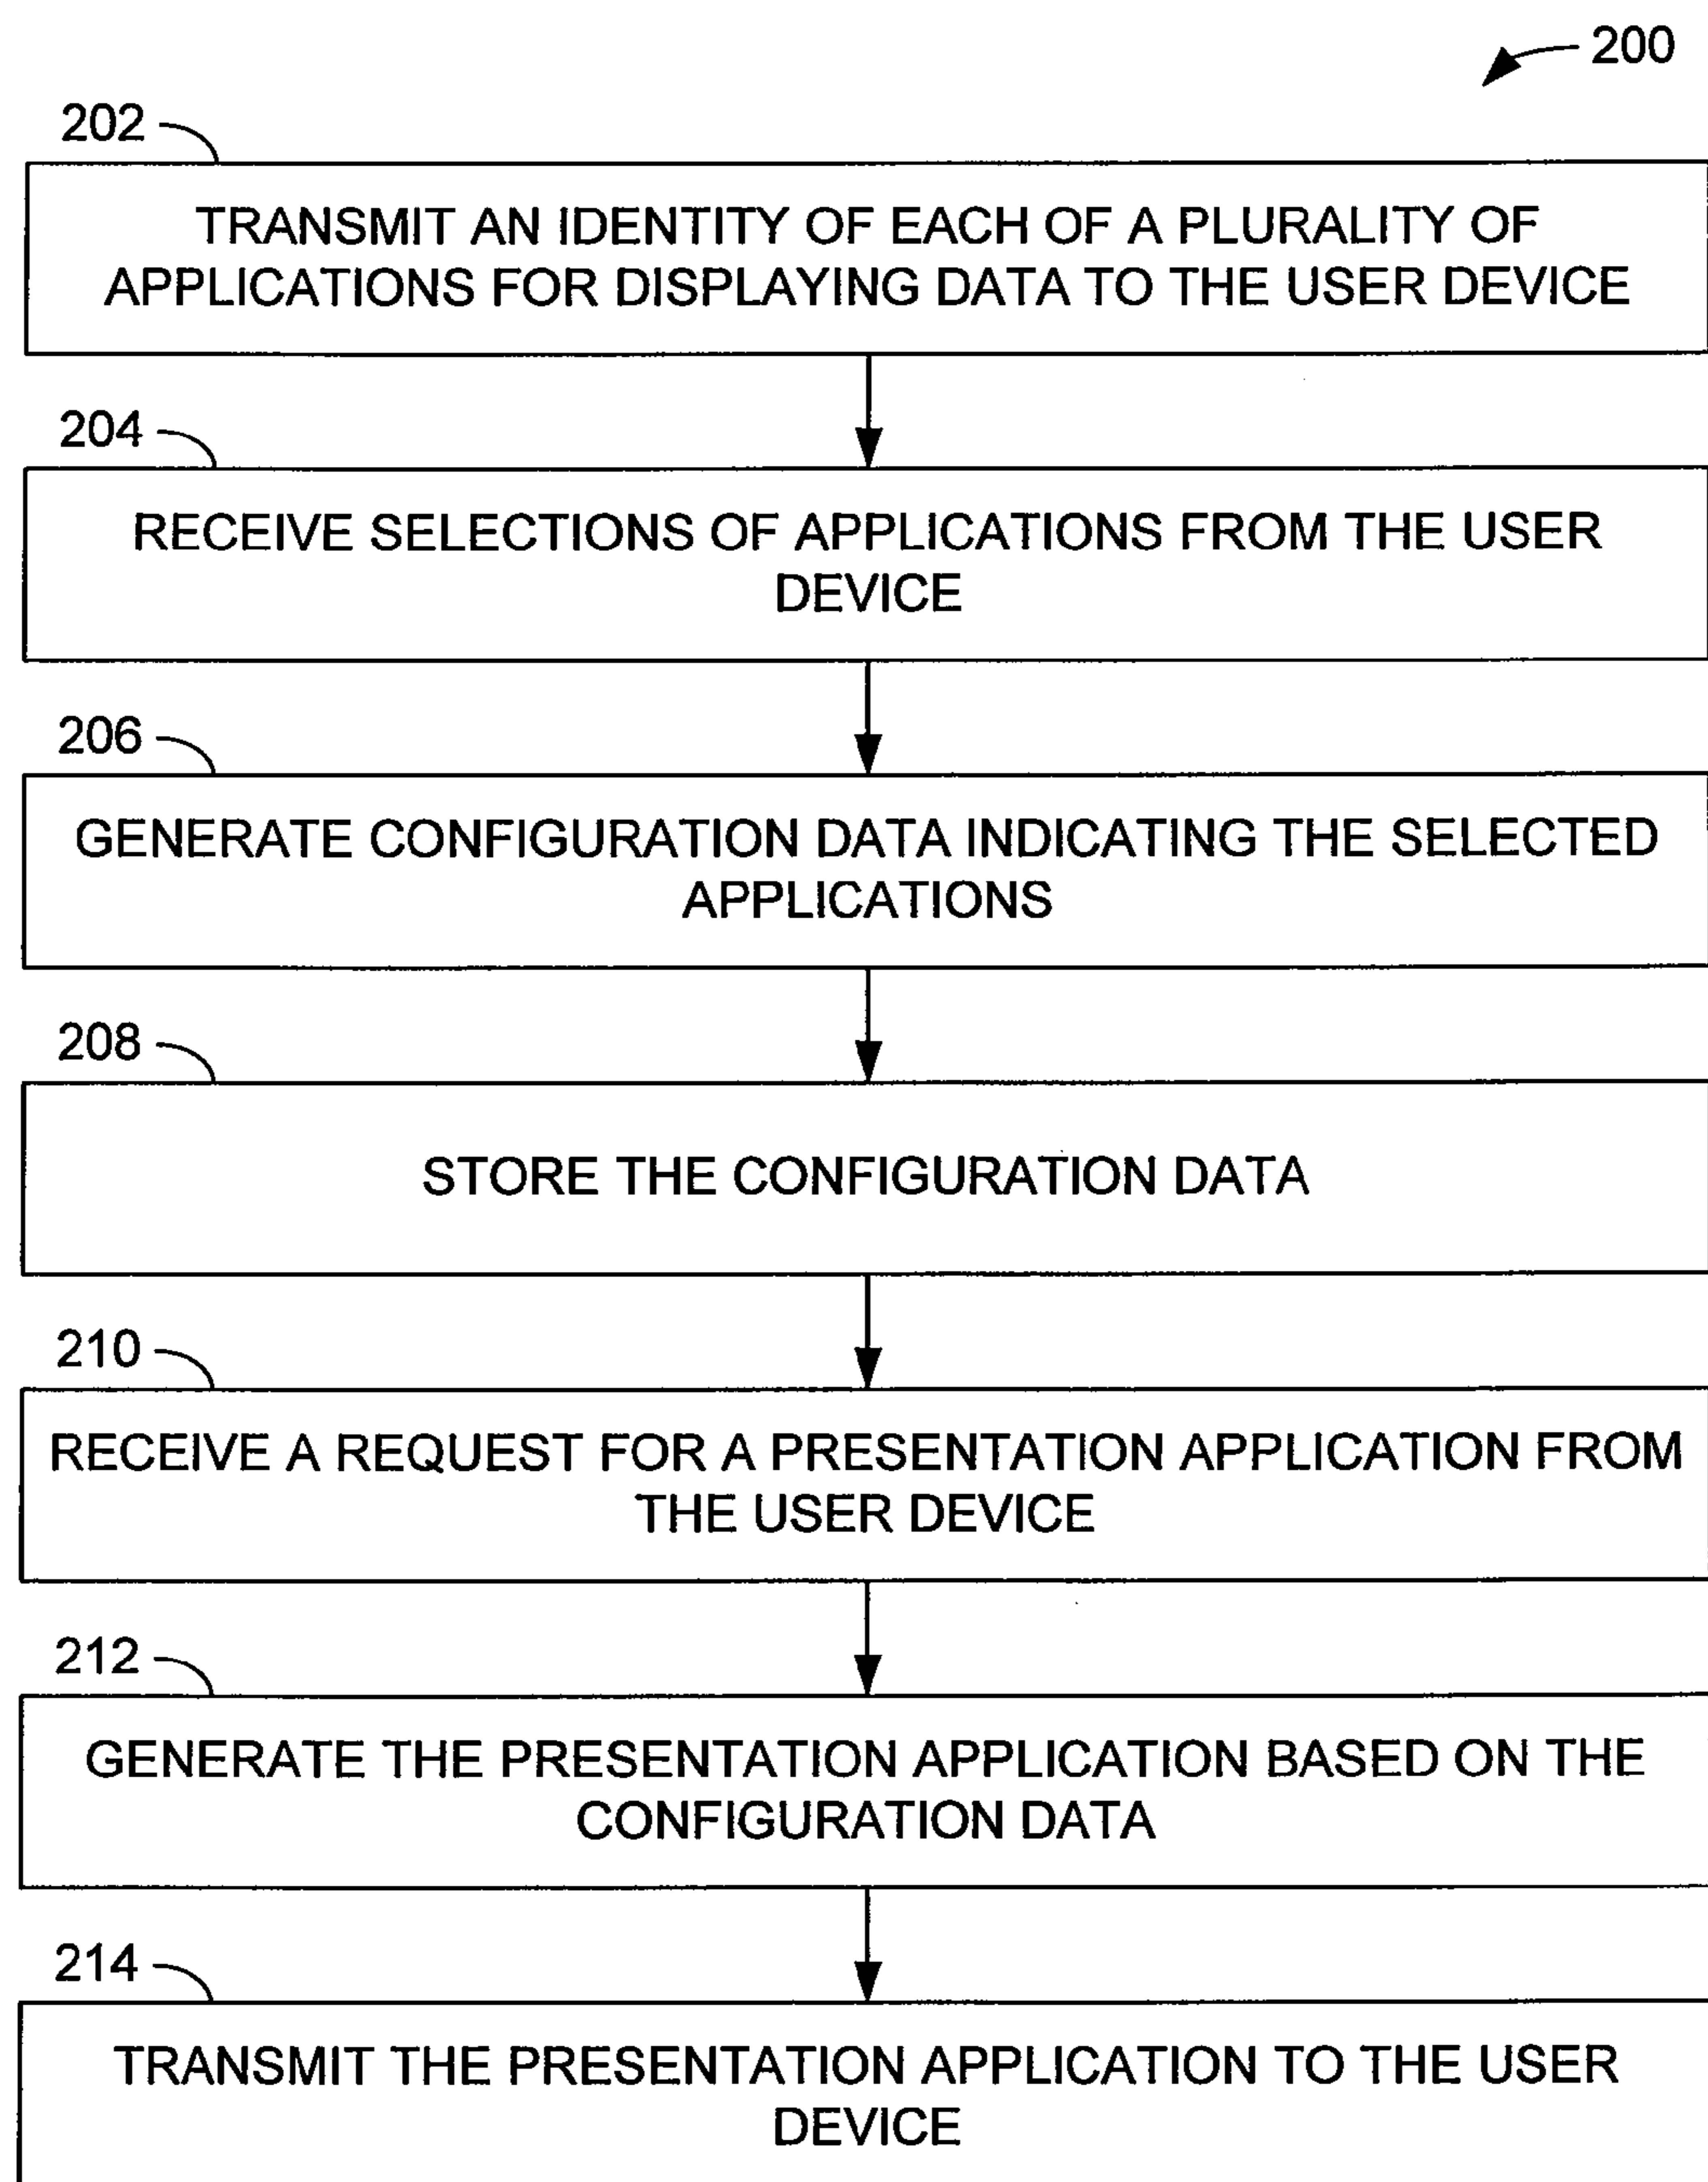 200
202
TRANSMIT AN IDENTITY OF EACH OF A PLURALITY OF
APPLICATIONS FOR DISPLAYING DATA TO THE USER DEVICE
204
RECEIVE SELECTIONS OF APPLICATIONS FROM THE USER
DEVICE
206
GENERATE CONFIGURATION DATA INDICATING THE SELECTED
APPLICATIONS
208
STORE THE CONFIGURATION DATA
210
RECEIVE A REQUEST FOR A PRESENTATION APPLICATION FROM
THE USER DEVICE
212
GENERATE THE PRESENTATION APPLICATION BASED ON THE
CONFIGURATION DATA
214
TRANSMIT THE PRESENTATION APPLICATION TO THE USER
DEVICE